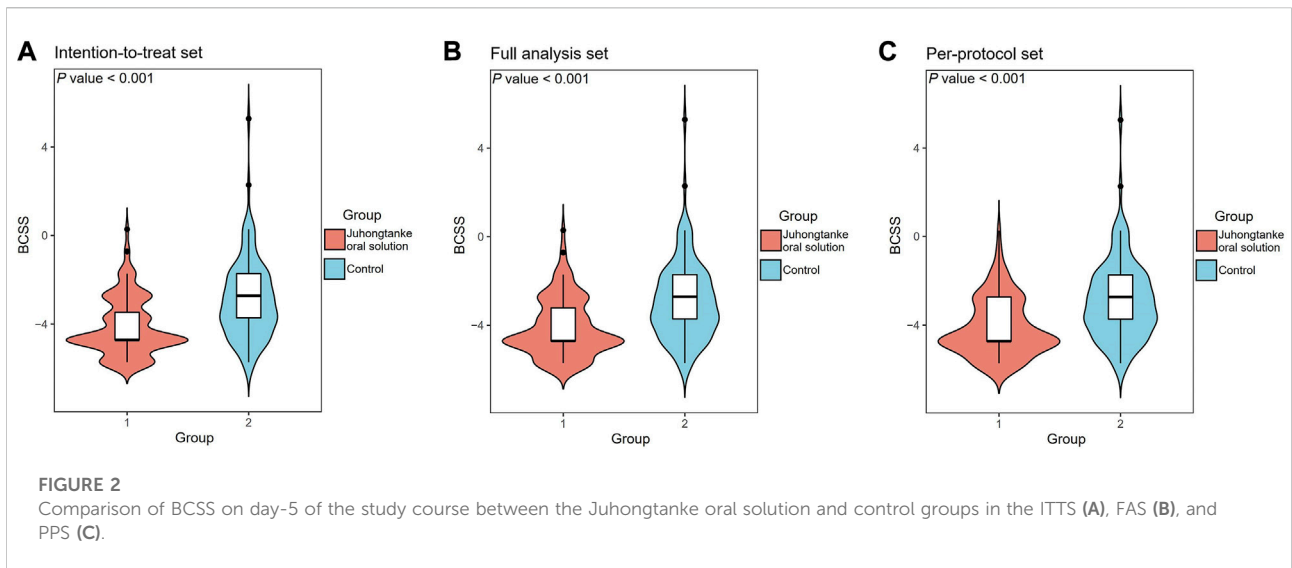 A Intention-to-treat set
P value < 0.001
4
0
−4
BCSS
1 2
Group
Group
Juhongtanke
oral solution
Control
B Full analysis set
P value < 0.001
4
0
−4
BCSS
1 2
Group
Group
Juhongtanke
oral solution
Control
C Per-protocol set
P value < 0.001
4
0
−4
BCSS
1 2
Group
Group
Juhongtanke
oral solution
Control
FIGURE 2
Comparison of BCSS on day-5 of the study course between the Juhongtanke oral solution and control groups in the ITTS (A), FAS (B), and
PPS (C).